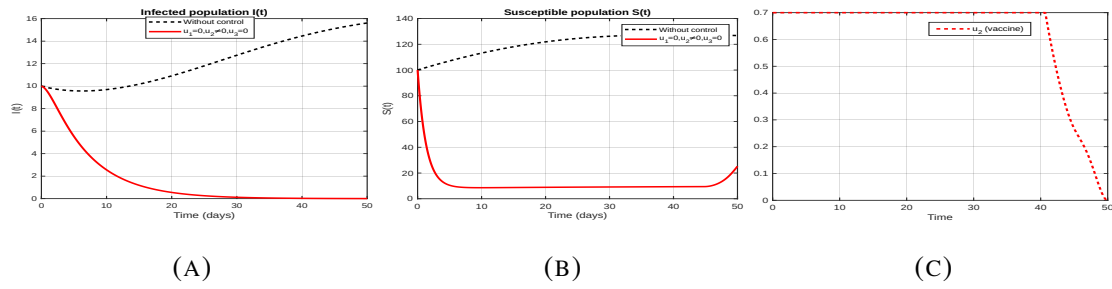 Infected population I(t)
Without control
u₁=0,u₂≠0,u₃=0
I(t)
16
14
12
10
8
6
4
2
0
0 10 20 30 40 50
Time (days)
(A)
Susceptible population S(t)
Without control
u₁=0,u₂≠0,u₃=0
S(t)
140
120
100
80
60
40
20
0
0 10 20 30 40 50
Time (days)
(B)
u₂ (vaccine)
0.7
0.6
0.5
0.4
0.3
0.2
0.1
0
0 10 20 30 40 50
Time
(C)